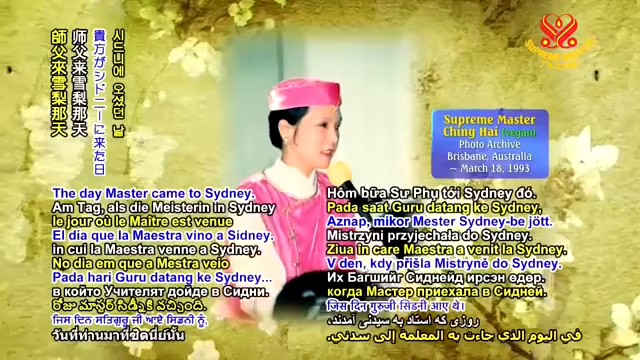 시드니에 오셨던 날
貴方がシドニーに来た日
师父来雪梨那天
師父來雪梨那天
Supreme Master
Ching Hai (vegan)
Photo Archive
Brisbane, Australia
– March 18, 1993
The day Master came to Sydney.
Am Tag, als die Meisterin in Sydney
le jour où le Maître est venue
El día que la Maestra vino a Sídney.
in cui la Maestra venne a Sydney.
No dia em que a Mestra veio
Pada hari Guru datang ke Sydney...
в който Учителят дойде в Сидни.
రోజు మాస్టర్ సిడ్నీకి వచ్చింది.
ਜਿਸ ਦਿਨ ਸਤਿਗੁਰੂ ਜੀ ਆਏ ਸਿਡਨੀ ਨੂੰ,
วันที่ท่านมาที่ซิดนีย์นั้น
Hôm bữa Sư Phụ tới Sydney đó.
Pada saat Guru datang ke Sydney,
Aznap, mikor Mester Sydney-be jött.
Mistrzyni przyjechała do Sydney.
Ziua în care Maestra a venit la Sydney.
V den, kdy přišla Mistryně do Sydney.
Их Багшийг Сиднейд ирсэн өдөр.
когда Мастер приехала в Сидней.
जिस दिन गुरुजी सिडनी आए थे।
روزی که استاد به سیدنی آمدند،
في اليوم الذي جاءت به المعلمة إلى سدني.